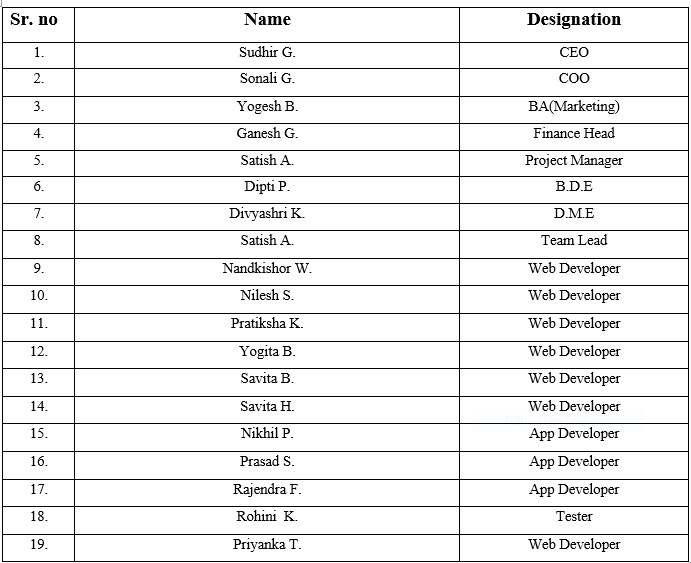 Sr. no Name Designation
1. Sudhir G. CEO
2. Sonali G. COO
3. Yogesh B. BA(Marketing)
4. Ganesh G. Finance Head
5. Satish A. Project Manager
6. Dipti P. B.D.E
7. Divyashri K. D.M.E
8. Satish A. Team Lead
9. Nandkishor W. Web Developer
10. Nilesh S. Web Developer
11. Pratiksha K. Web Developer
12. Yogita B. Web Developer
13. Savita B. Web Developer
14. Savita H. Web Developer
15. Nikhil P. App Developer
16. Prasad S. App Developer
17. Rajendra F. App Developer
18. Rohini  K. Tester
19. Priyanka T. Web Developer